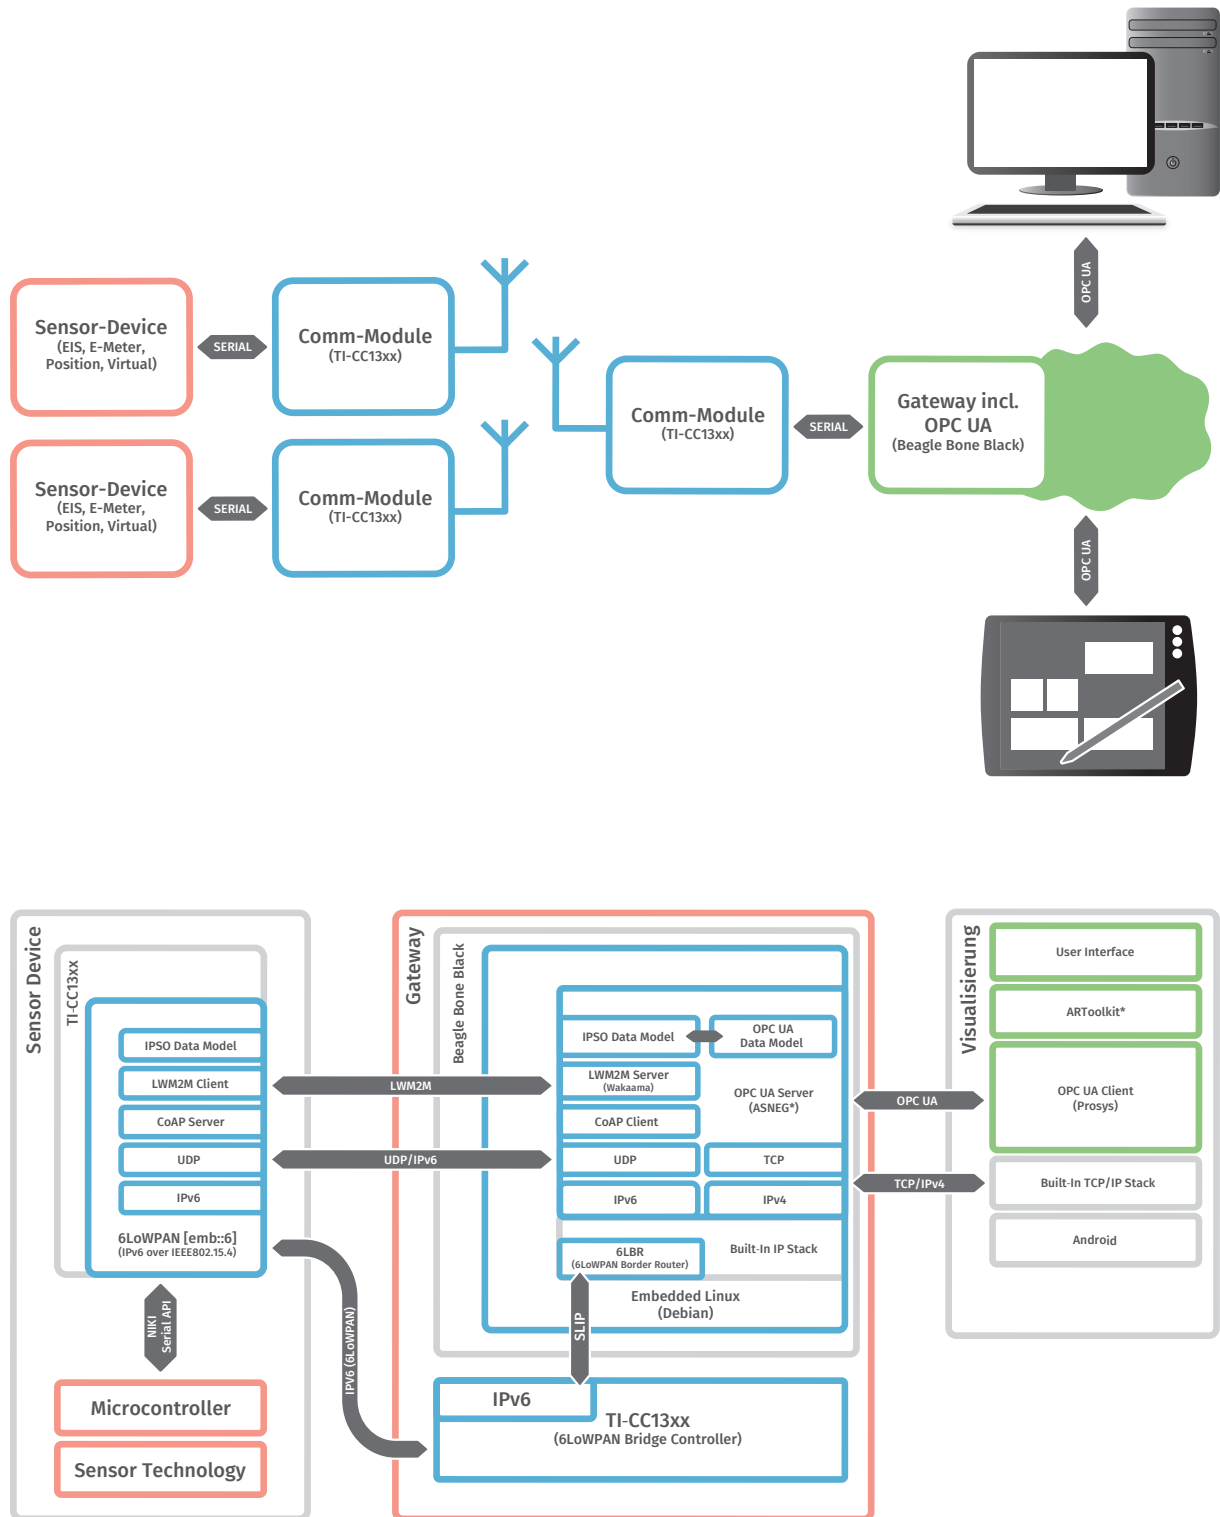 OPC UA
Sensor-Device
(EIS, E-Meter,
Position, Virtual)
SERIAL
Comm-Module
(TI-CC13xx)
Comm-Module
(TI-CC13xx)
SERIAL
Gateway incl.
OPC UA
(Beagle Bone Black)
Sensor-Device
(EIS, E-Meter,
Position, Virtual)
SERIAL
Comm-Module
(TI-CC13xx)
OPC UA
Sensor Device
TI-CC13xx
IPSO Data Model
LWM2M Client
CoAP Server
UDP
IPv6
6LoWPAN [emb::6]
(IPv6 over IEEE802.15.4)
NIKI
Serial API
Microcontroller
Sensor Technology
LWM2M
UDP/IPv6
IPV6 (6LoWPAN)
Gateway
Beagle Bone Black
IPSO Data Model
OPC UA
Data Model
LWM2M Server
(Wakaama)
OPC UA Server
(ASNEG*)
CoAP Client
UDP
TCP
IPv6
IPv4
6LBR
(6LoWPAN Border Router)
Built-In IP Stack
Embedded Linux
(Debian)
SLIP
IPv6
TI-CC13xx
(6LoWPAN Bridge Controller)
OPC UA
TCP/IPv4
Visualisierung
User Interface
ARToolkit*
OPC UA Client
(Prosys)
Built-In TCP/IP Stack
Android